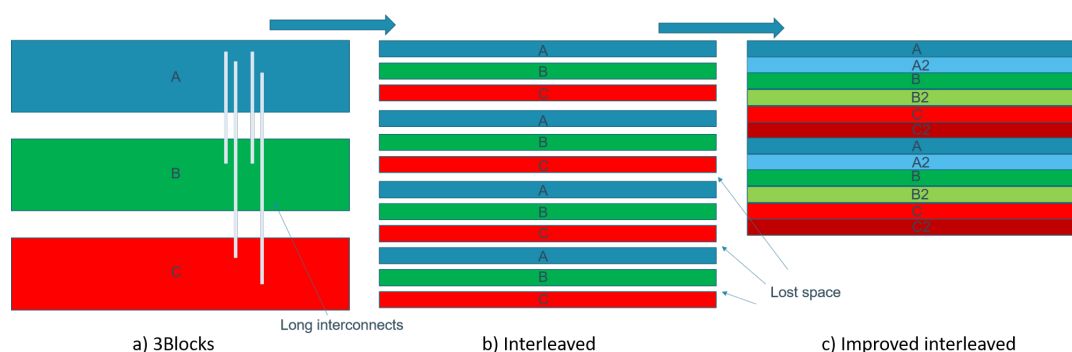 A
B
C
Long interconnects
a) 3Blocks
A
B
C
A
B
C
A
B
C
A
B
C
Lost space
b) Interleaved
A
A2
B
B2
C
C2
A
A2
B
B2
C
C2
c) Improved interleaved